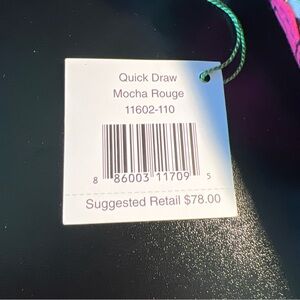 Quick Draw
Mocha Rouge
11602-110
8 86003 11709 5
Suggested Retail $78.00